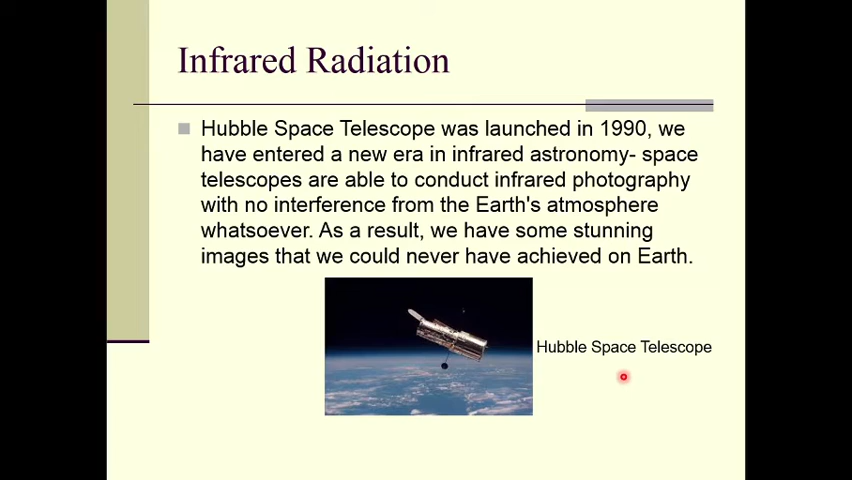 Infrared Radiation
Hubble Space Telescope was launched in 1990, we
have entered a new era in infrared astronomy- space
telescopes are able to conduct infrared photography
with no interference from the Earth's atmosphere
whatsoever. As a result, we have some stunning
images that we could never have achieved on Earth.
Hubble Space Telescope